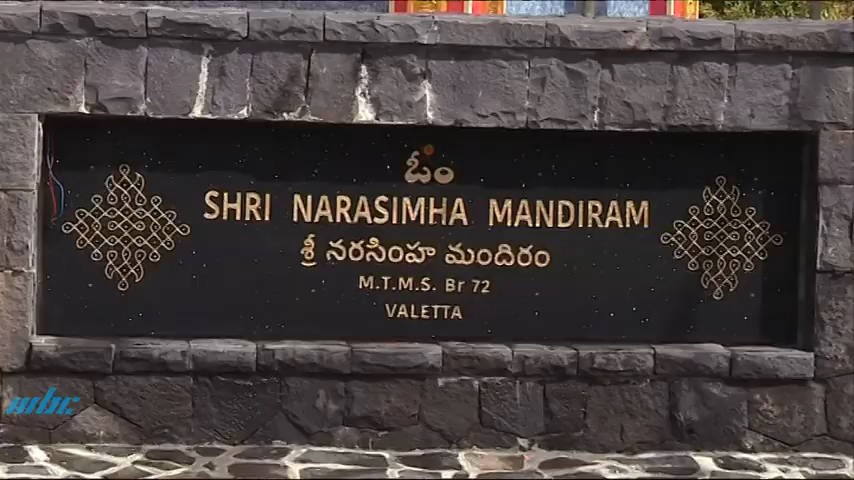 ఓం
SHRI NARASIMHA MANDIRAM
శ్రీ నరసింహ మందిరం
M.T.M.S. Br 72
VALETTA
mbc